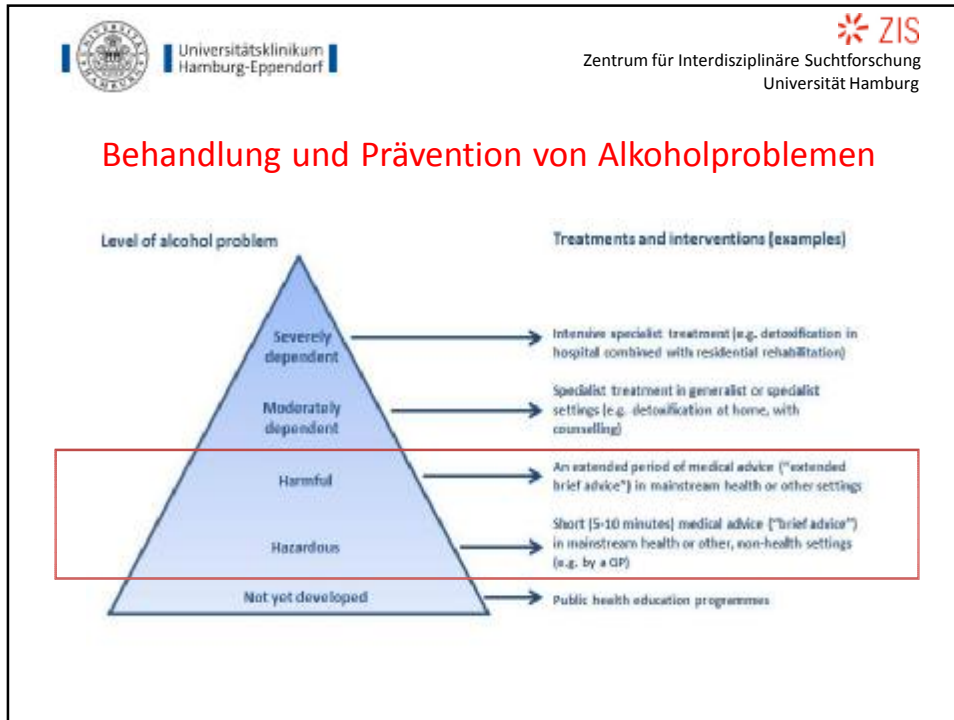 Universitätsklinikum
Hamburg-Eppendorf
ZIS
Zentrum für Interdisziplinäre Suchtforschung
Universität Hamburg
Behandlung und Prävention von Alkoholproblemen
Level of alcohol problem
Treatments and interventions (examples)
Severely
dependent
Intensive specialist treatment (e.g. detoxification in
hospital combined with residential rehabilitation)
Moderately
dependent
Specialist treatment in generalist or specialist
settings (e.g. detoxification at home, with
counselling)
Harmful
An extended period of medical advice ("extended
brief advice") in mainstream health or other settings
Hazardous
Short (5-10 minutes) medical advice ("brief advice")
in mainstream health or other, non-health settings
(e.g. by a GP)
Not yet developed
Public health education programmes